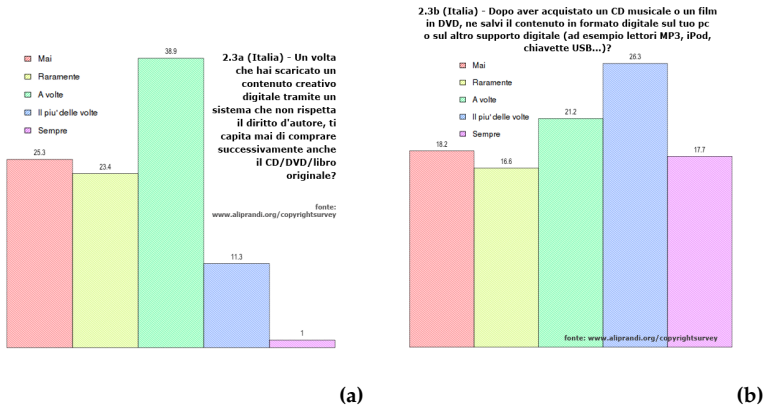 2.3a (Italia) - Un volta
che hai scaricato un
contenuto creativo
digitale tramite un
sistema che non rispetta
il diritto d'autore, ti
capita mai di comprare
successivamente anche
il CD/DVD/libro
originale?
fonte:
www.aliprandi.org/copyrightsurvey
Mai
Raramente
A volte
Il piu' delle volte
Sempre
25.3
23.4
38.9
11.3
1
(a)
2.3b (Italia) - Dopo aver acquistato un CD musicale o un film
in DVD, ne salvi il contenuto in formato digitale sul tuo pc
o sul altro supporto digitale (ad esempio lettori MP3, iPod,
chiavette USB...)?
Mai
Raramente
A volte
Il piu' delle volte
Sempre
18.2
16.6
21.2
26.3
17.7
fonte: www.aliprandi.org/copyrightsurvey
(b)